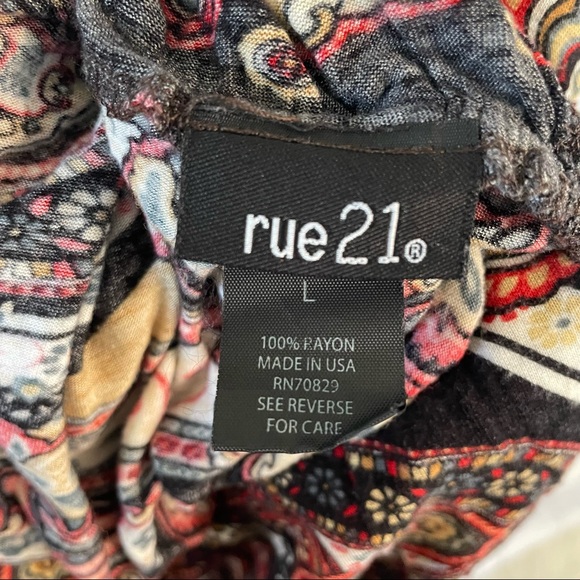 rue21®
L
100% RAYON
MADE IN USA
RN70829
SEE REVERSE
FOR CARE